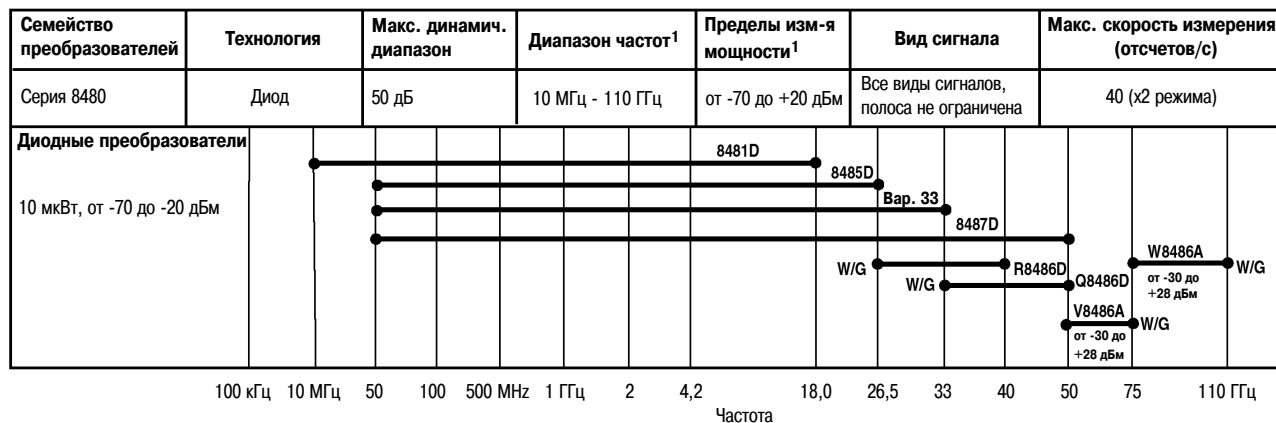 Семейство преобразователей
Технология
Макс. динамич. диапазон
Диапазон частот1
Пределы изм-я мощности1
Вид сигнала
Макс. скорость измерения (отсчетов/с)
Серия 8480
Диод
50 дБ
10 МГц - 110 ГГц
от -70 до +20 дБм
Все виды сигналов, полоса не ограничена
40 (x2 режима)
Диодные преобразователи
10 мкВт, от -70 до -20 дБм
8481D
8485D
Вар. 33
8487D
W/G
R8486D
W8486A
W/G
от -30 до
+28 дБм
W/G
Q8486D
V8486A
W/G
от -30 до
+28 дБм
100 кГц 10 МГц 50 100 500 MHz 1 ГГц 2 4,2 18,0 26,5 33 40 50 75 110 ГГц
Частота